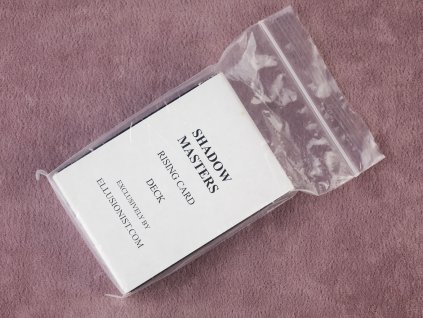 SHADOW
MASTERS
RISING CARD
DECK
EXCLUSIVELY BY
ELLUSIONIST.COM